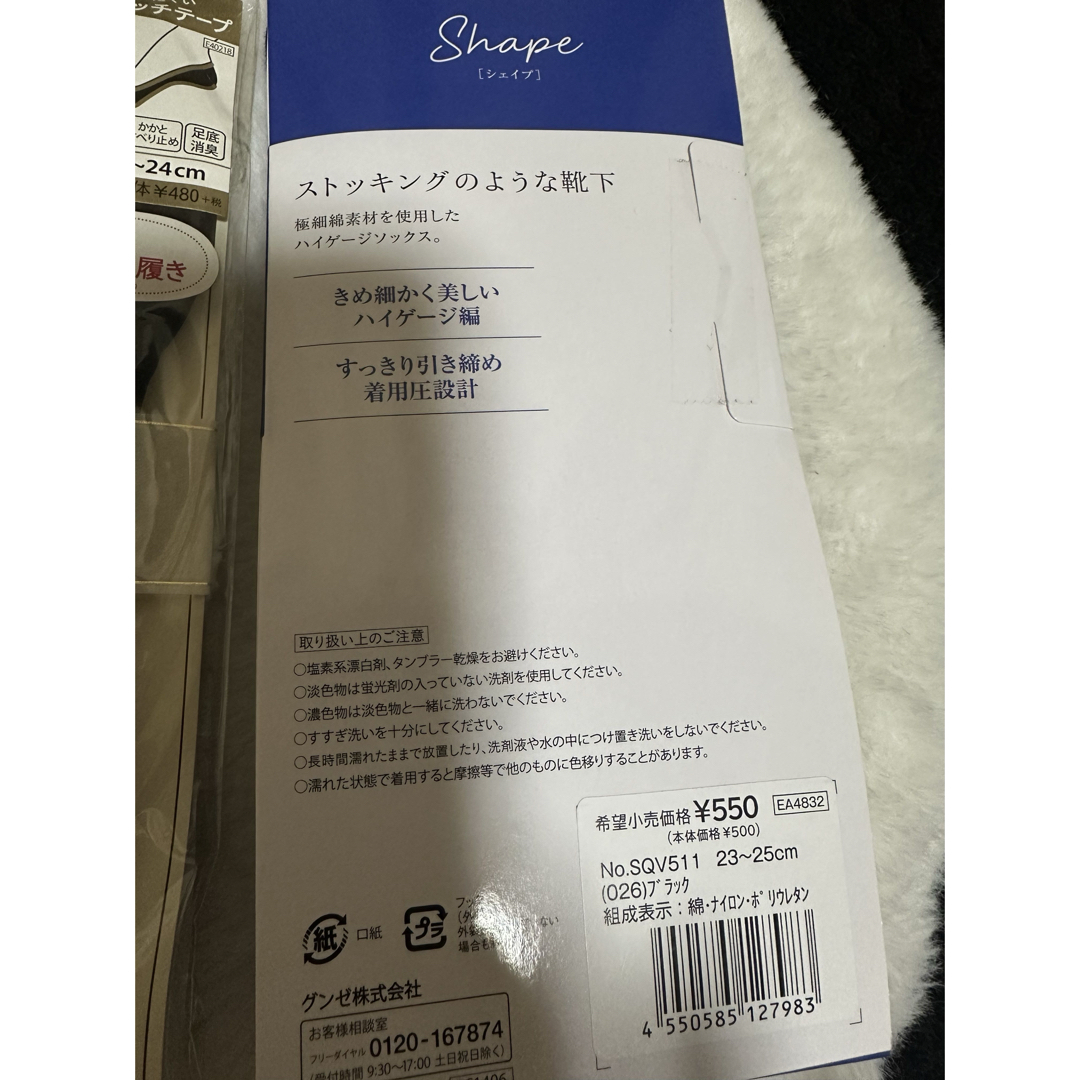 ッチテープ
E40218
かかと
足底
消臭
~24cm
本体¥480+税
履き
Shape
[シェイプ]
ストッキングのような靴下
極細綿素材を使用した
ハイゲージソックス。
きめ細かく美しい
ハイゲージ編
すっきり引き締め
着用圧設計
取り扱い上のご注意
○塩素系漂白剤、タンブラー乾燥をお避けください。
○淡色物は蛍光剤の入っていない洗剤を使用してください。
○濃色物は淡色物と一緒に洗わないでください。
○すすぎ洗いを十分にしてください。
○長時間濡れたままで放置したり、洗剤液や水の中につけ置き洗いをしないでください。
○濡れた状態で着用すると摩擦等で他のものに色移りすることがあります。
希望小売価格¥550
EA4832
(本体価格¥500)
No.SQV511 23~25cm
(026)ブラック
組成表示:綿・ナイロン・ポリウレタン
4 550585 127983
紙
口紙
プラ
フック
場合も
グンゼ株式会社
お客様相談室
フリーダイヤル 0120-167874
(受付時間 9:30~17:00 土日祝日除く)